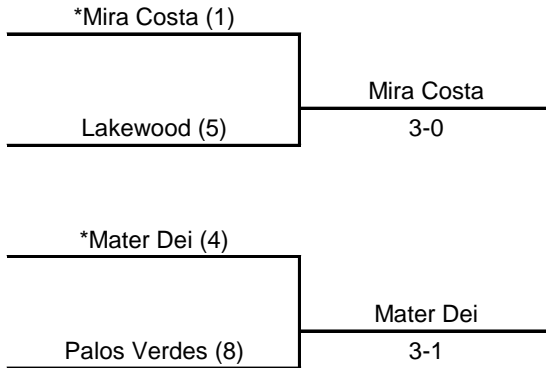 *Mira Costa (1)
Mira Costa
Lakewood (5)
3-0
*Mater Dei (4)
Mater Dei
Palos Verdes (8)
3-1